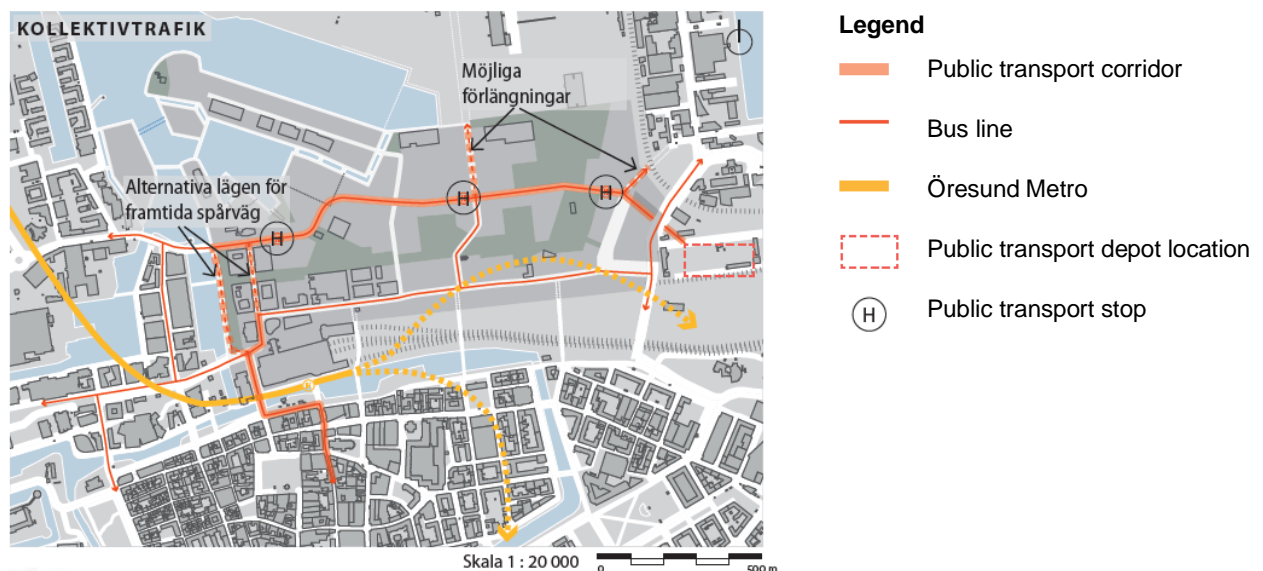 KOLLEKTIVTRAFIK
Möjliga
förlängningar
Alternativa lägen för
framtida spårväg
H
H
H
Skala 1 : 20 000
0
500 m
Legend
Public transport corridor
Bus line
Öresund Metro
Public transport depot location
H
Public transport stop